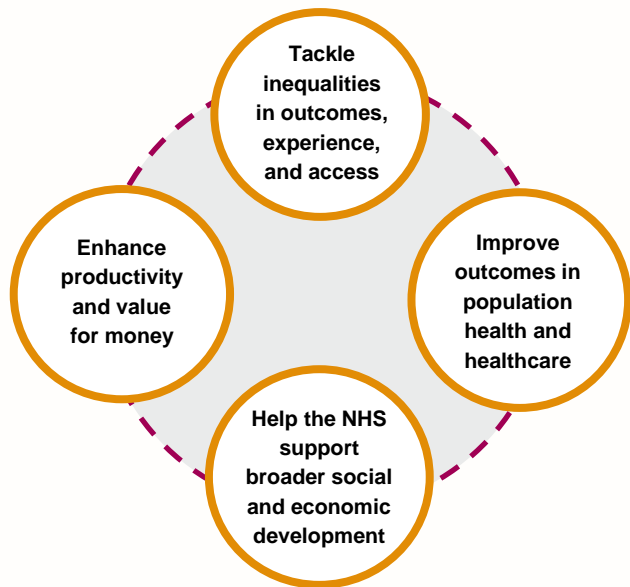 Tackle
inequalities
in outcomes,
experience,
and access
Enhance
productivity
and value
for money
Improve
outcomes in
population
health and
healthcare
Help the NHS
support
broader social
and economic
development